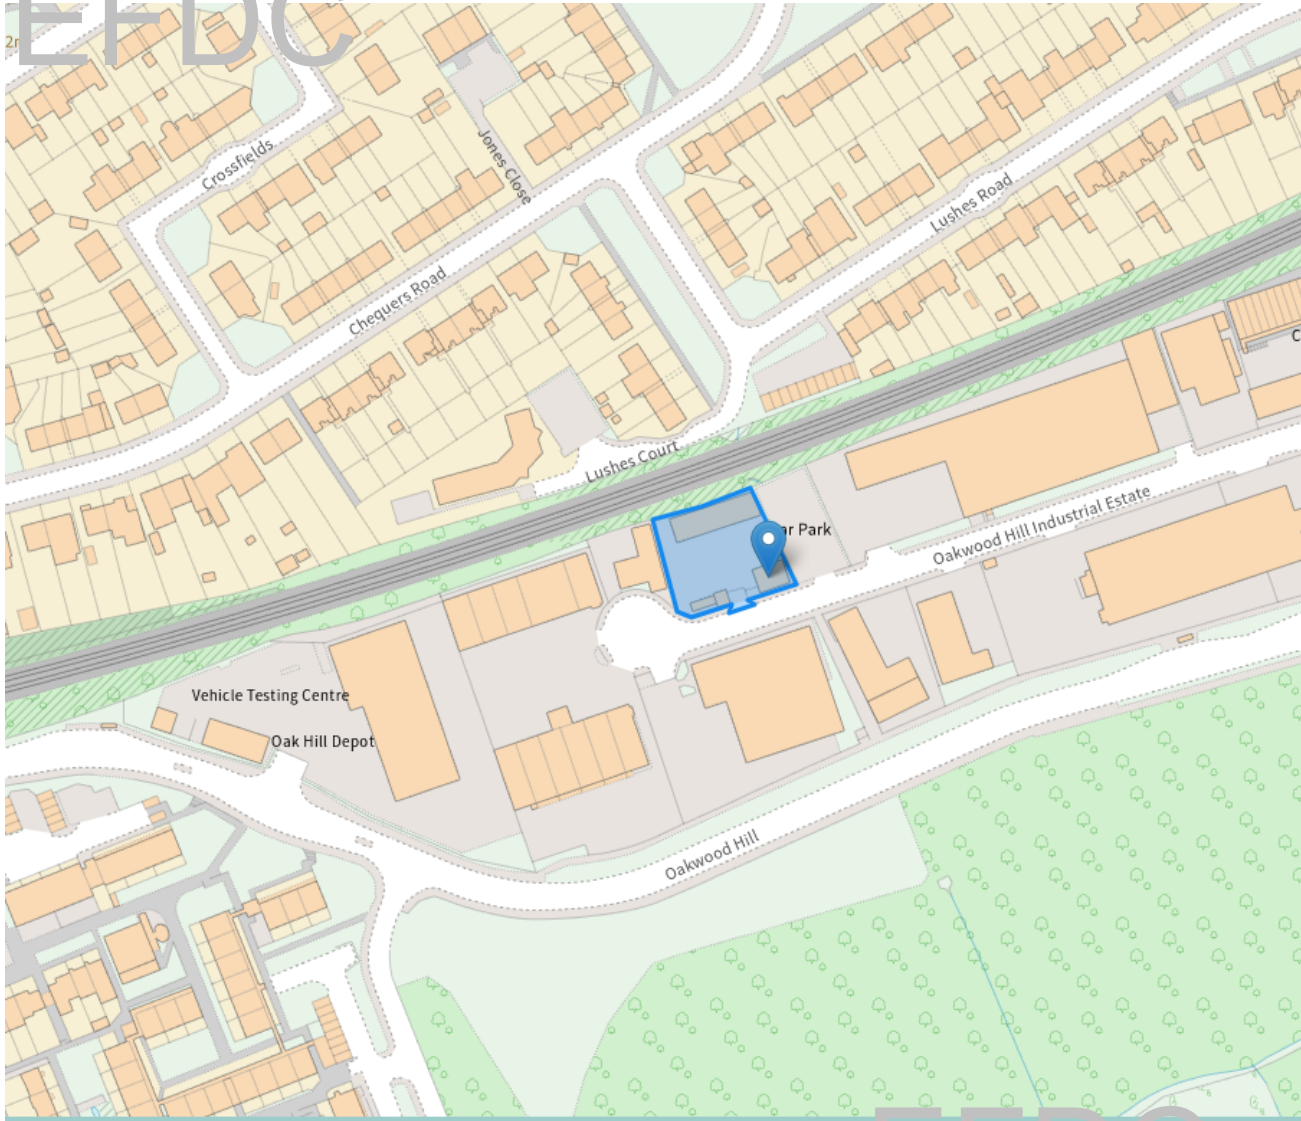 EFDC
Crossfields
Jones Close
Lushes Road
Chequers Road
Lushes Court
ar Park
Oakwood Hill Industrial Estate
Vehicle Testing Centre
Oak Hill Depot
Oakwood Hill